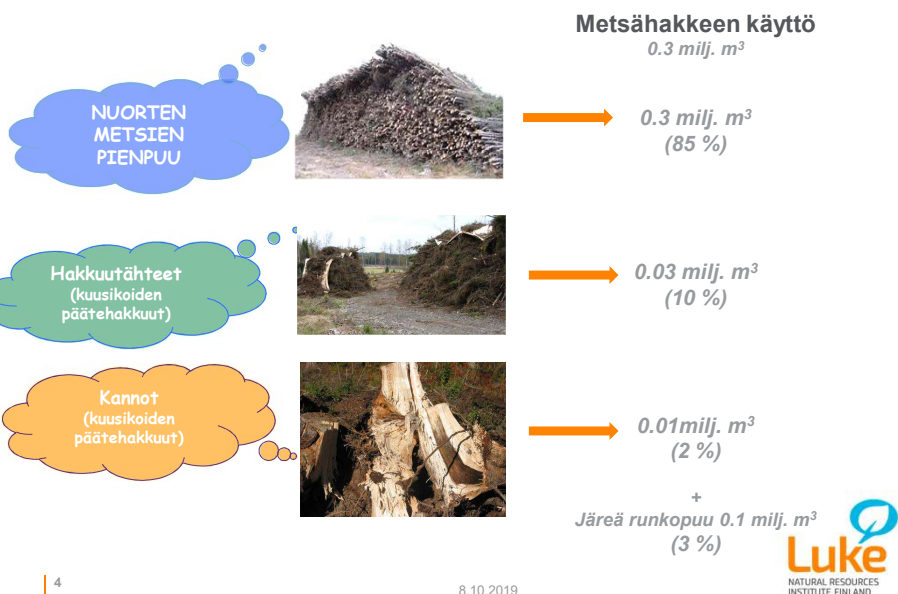 Metsähakkeen käyttö
0.3 milj. m³
NUORTEN
METSIEN
PIENPUU
0.3 milj. m³
(85 %)
Hakkuutähteet
(kuusikoiden
päätehakkuut)
0.03 milj. m³
(10 %)
Kannot
(kuusikoiden
päätehakkuut)
0.01milj. m³
(2 %)
+
Järeä runkopuu 0.1 milj. m³
(3 %)
Luke
NATURAL RESOURCES
INSTITUTE FINLAND
4
8.10.2019